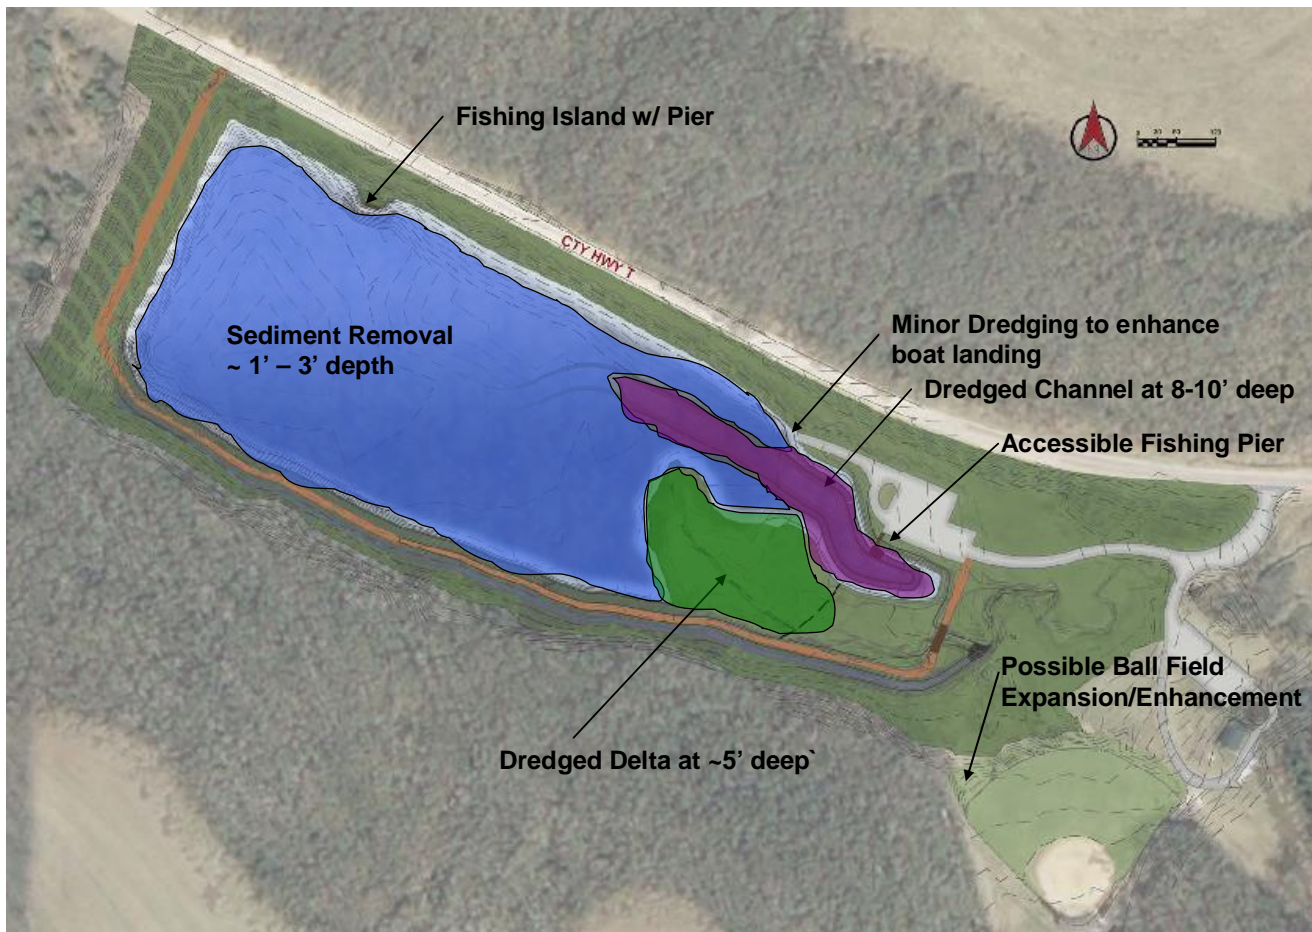 Fishing Island w/ Pier
CTY HWY T
Sediment Removal
~ 1’ – 3’ depth
Minor Dredging to enhance
boat landing
Dredged Channel at 8-10’ deep
Accessible Fishing Pier
Possible Ball Field
Expansion/Enhancement
Dredged Delta at ~5’ deep`